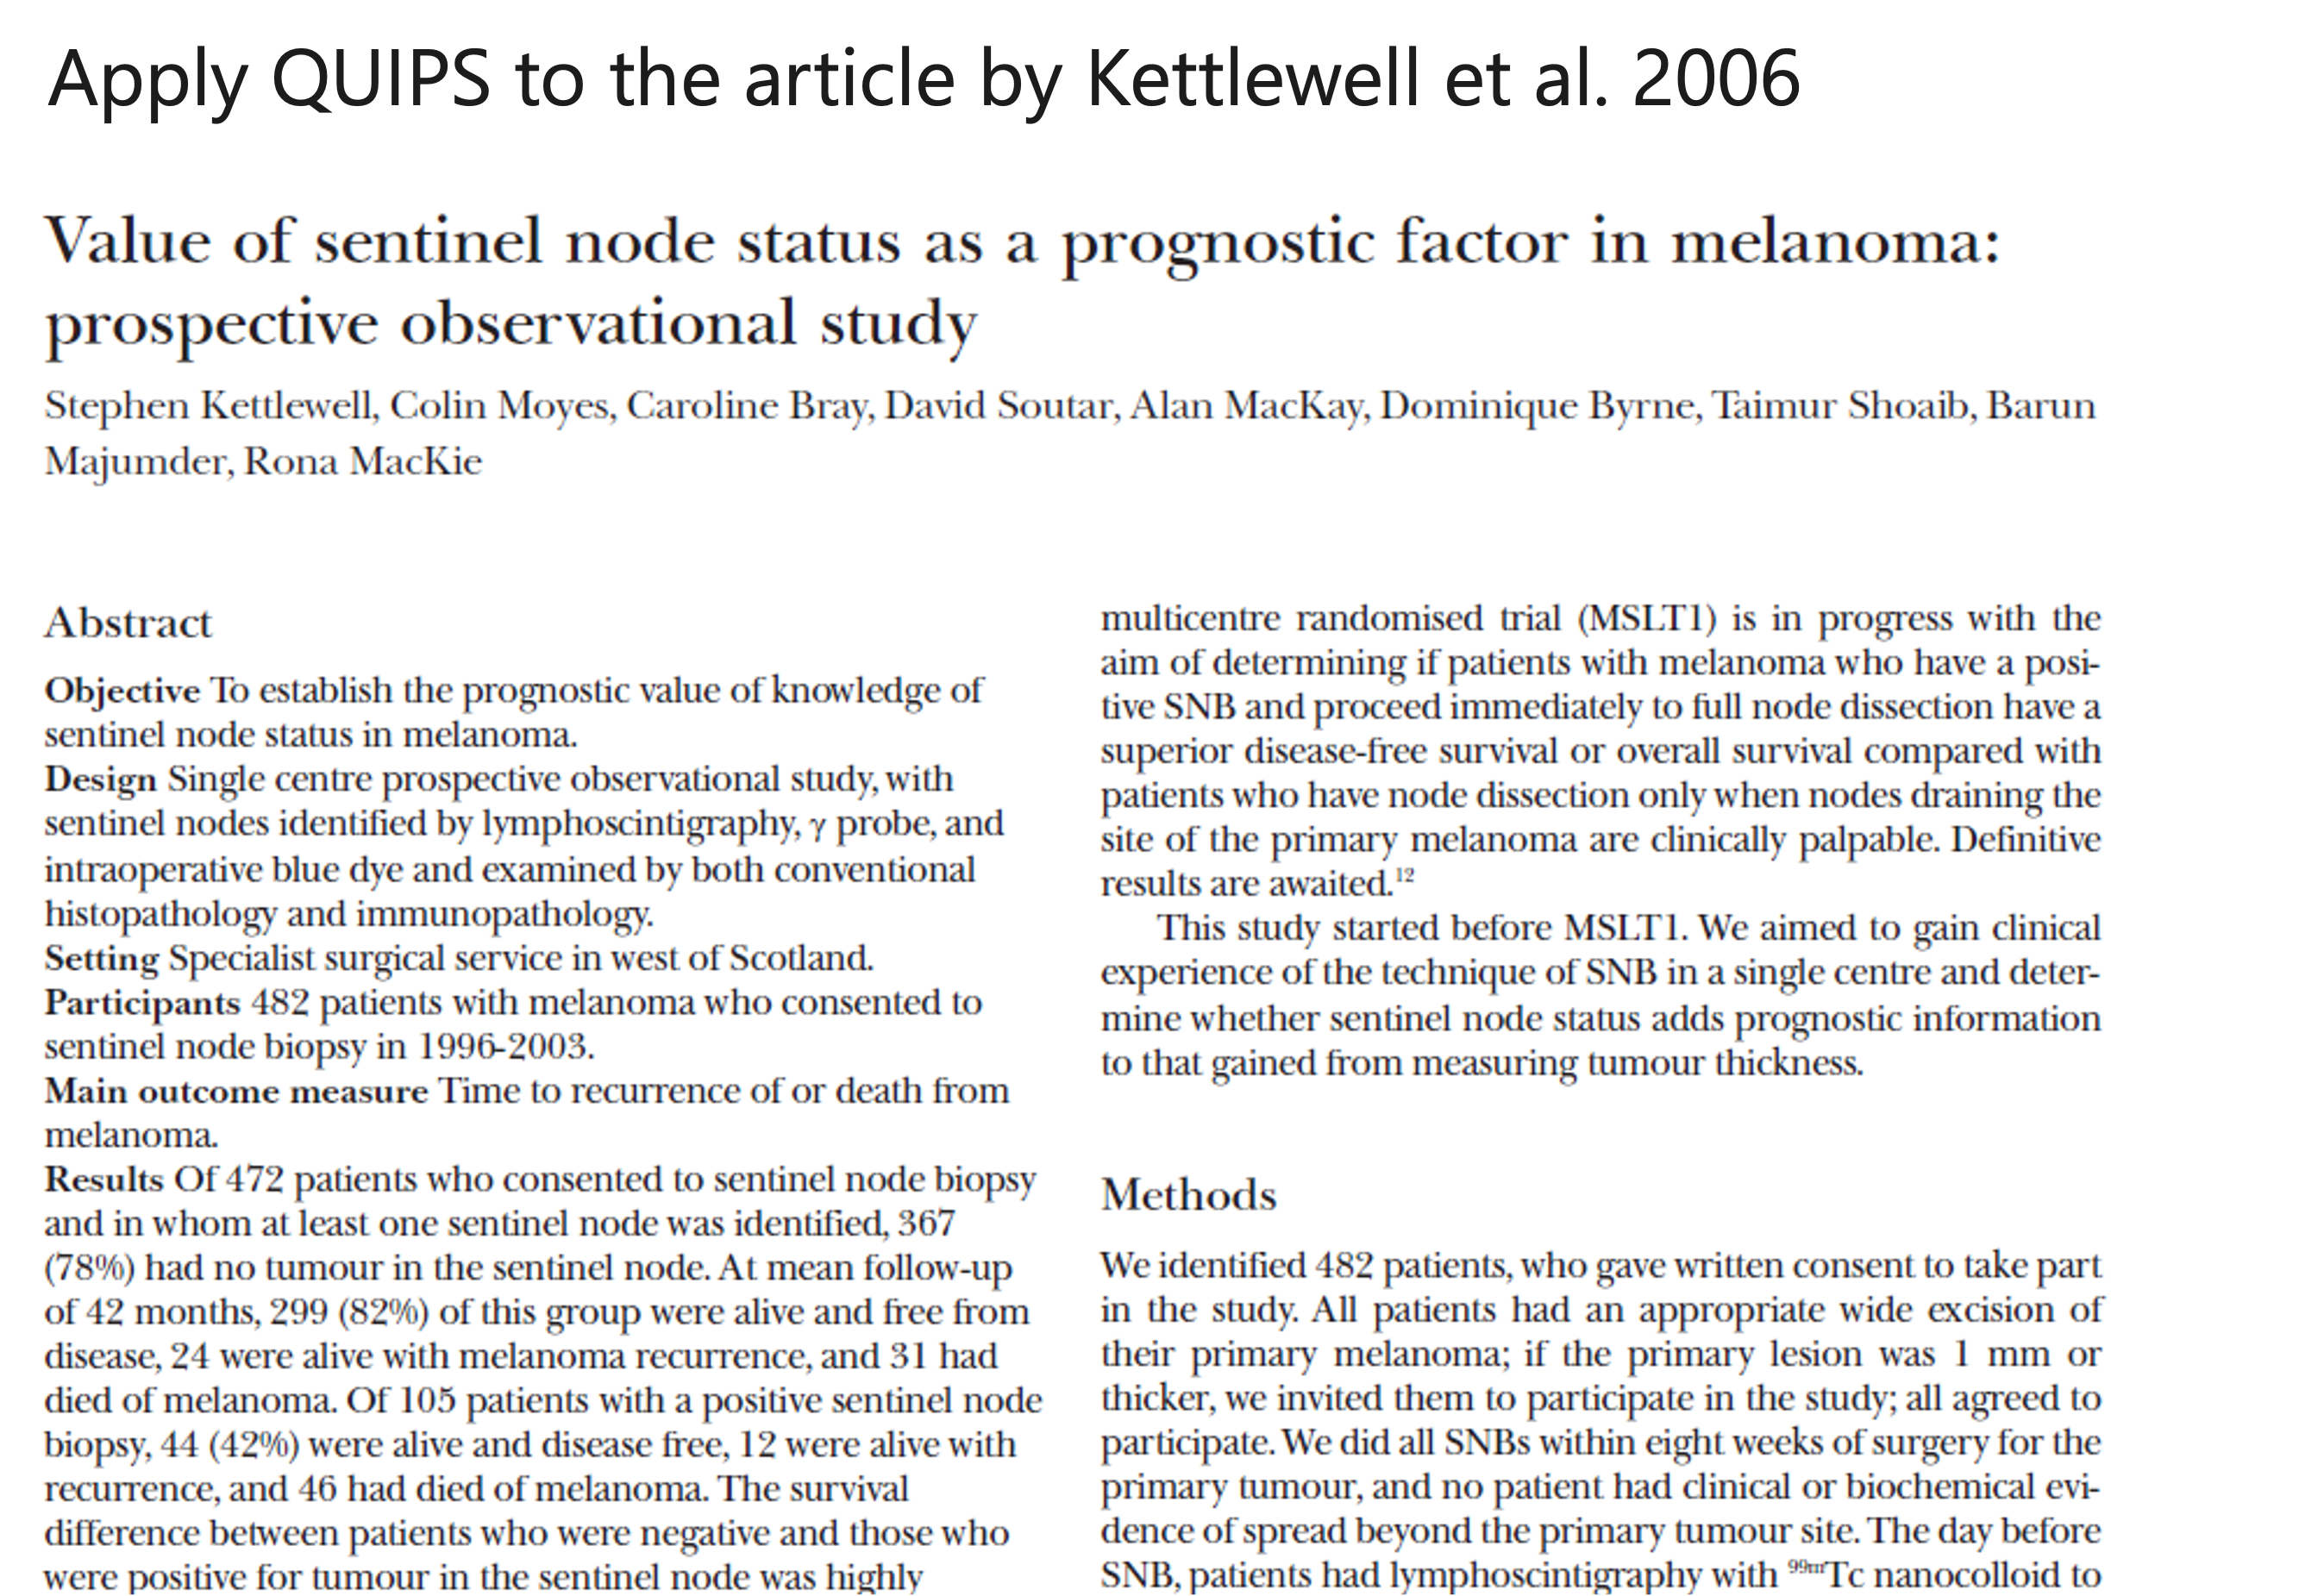 Apply QUIPS to the article by Kettlewell et al. 2006
Value of sentinel node status as a prognostic factor in melanoma:
prospective observational study
Stephen Kettlewell, Colin Moyes, Caroline Bray, David Soutar, Alan MacKay, Dominique Byrne, Taimur Shoaib, Barun
Majumder, Rona MacKie
Abstract
Objective To establish the prognostic value of knowledge of
sentinel node status in melanoma.
Design Single centre prospective observational study, with
sentinel nodes identified by lymphoscintigraphy, γ probe, and
intraoperative blue dye and examined by both conventional
histopathology and immunopathology.
Setting Specialist surgical service in west of Scotland.
Participants 482 patients with melanoma who consented to
sentinel node biopsy in 1996-2003.
Main outcome measure Time to recurrence of or death from
melanoma.
Results Of 472 patients who consented to sentinel node biopsy
and in whom at least one sentinel node was identified, 367
(78%) had no tumour in the sentinel node. At mean follow-up
of 42 months, 299 (82%) of this group were alive and free from
disease, 24 were alive with melanoma recurrence, and 31 had
died of melanoma. Of 105 patients with a positive sentinel node
biopsy, 44 (42%) were alive and disease free, 12 were alive with
recurrence, and 46 had died of melanoma. The survival
difference between patients who were negative and those who
were positive for tumour in the sentinel node was highly
multicentre randomised trial (MSLT1) is in progress with the
aim of determining if patients with melanoma who have a posi-
tive SNB and proceed immediately to full node dissection have a
superior disease-free survival or overall survival compared with
patients who have node dissection only when nodes draining the
site of the primary melanoma are clinically palpable. Definitive
results are awaited.¹²
This study started before MSLT1. We aimed to gain clinical
experience of the technique of SNB in a single centre and deter-
mine whether sentinel node status adds prognostic information
to that gained from measuring tumour thickness.
Methods
We identified 482 patients, who gave written consent to take part
in the study. All patients had an appropriate wide excision of
their primary melanoma; if the primary lesion was 1 mm or
thicker, we invited them to participate in the study; all agreed to
participate. We did all SNBs within eight weeks of surgery for the
primary tumour, and no patient had clinical or biochemical evi-
dence of spread beyond the primary tumour site. The day before
SNB, patients had lymphoscintigraphy with ⁹⁹ᵐTc nanocolloid to